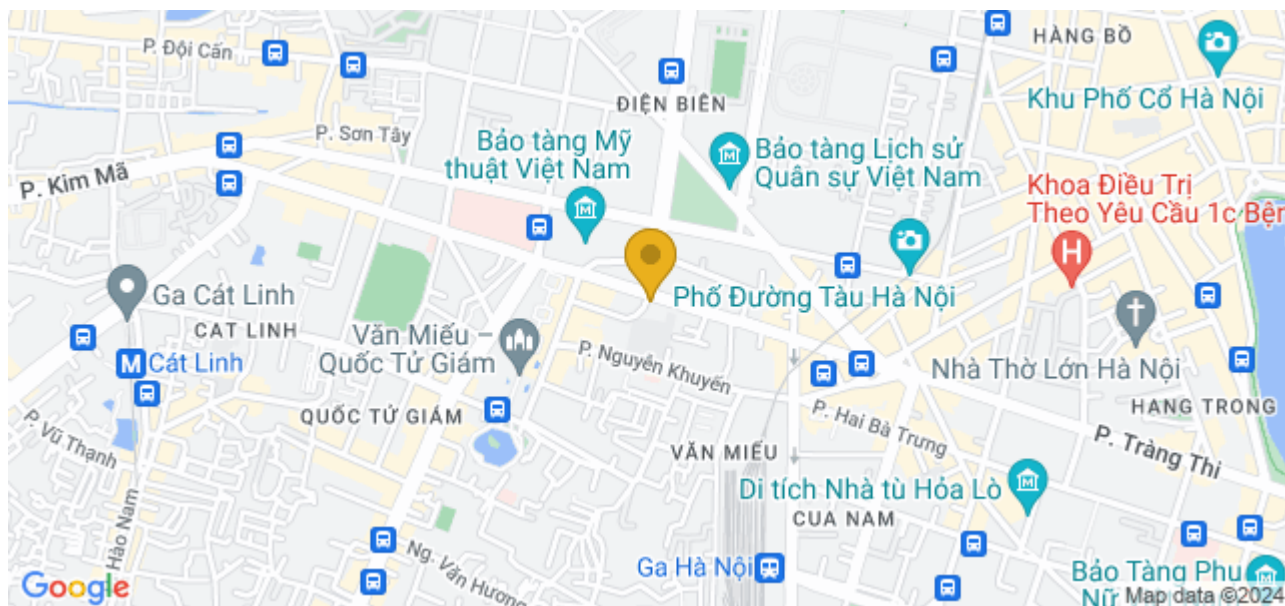 P. Đội Cấn
HÀNG BỒ
Khu Phố Cổ Hà Nội
ĐIỆN BIÊN
P. Sơn Tây
Bảo tàng Mỹ
thuật Việt Nam
Bảo tàng Lịch sử
Quân sự Việt Nam
P. Kim Mã
Khoa Điều Trị
Theo Yêu Cầu 1c Bện
Ga Cát Linh
Phố Đường Tàu Hà Nội
CAT LINH
Văn Miếu –
Quốc Tử Giám
P. Nguyễn Khuyến
M Cát Linh
Nhà Thờ Lớn Hà Nội
QUỐC TỬ GIÁM
P. Hai Bà Trưng
HANG TRONG
P. Vũ Thạnh
VĂN MIẾU
P. Tràng Thi
Di tích Nhà tù Hỏa Lò
CUA NAM
Hào Nam
Ng. Văn Hương
Ga Hà Nội
Bảo Tàng Phụ
Nữ
Google
Map data ©2024